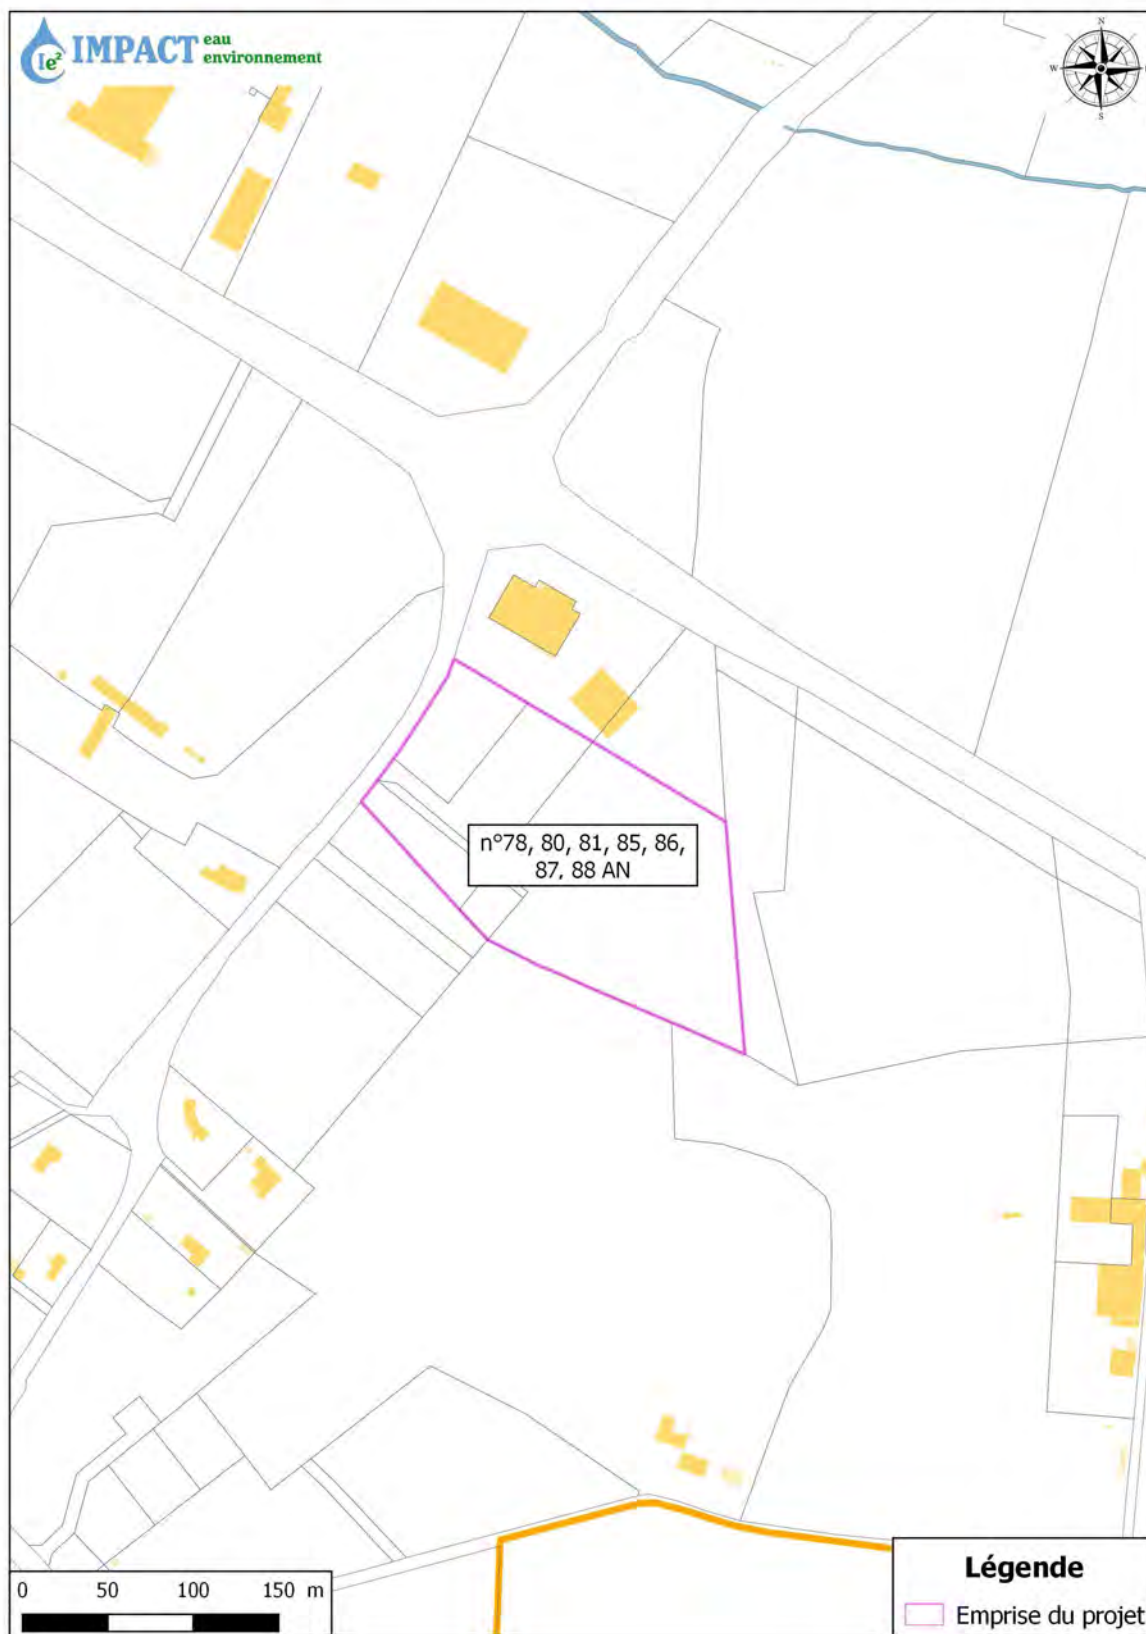 Ie²
IMPACT eau
environnement
N
W
S
n°78, 80, 81, 85, 86,
87, 88 AN
0 50 100 150 m
Légende
Emprise du projet